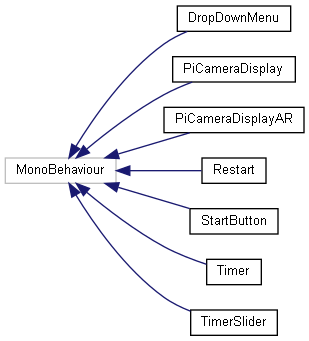 DropDownMenu
PiCameraDisplay
PiCameraDisplayAR
MonoBehaviour
Restart
StartButton
Timer
TimerSlider